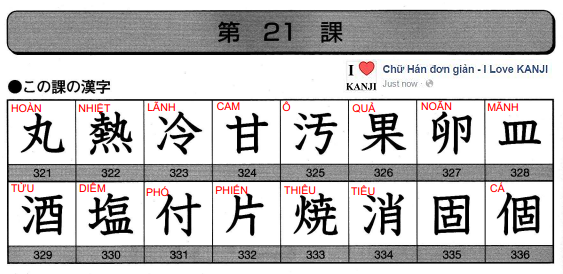 第 21 課
I ❤ KANJI
Chữ Hán đơn giản - I Love KANJI
Just now
●この課の漢字
HOÀN NHIỆT LÃNH CAM Ô QUẢ NOÃN MÃNH
丸 熱 冷 甘 汚 果 卵 皿
321 322 323 324 325 326 327 328
TỬU DIÊM PHÓ PHIẾN THIÊU TIÊU CÁ
酒 塩 付 片 焼 消 固 個
329 330 331 332 333 334 335 336